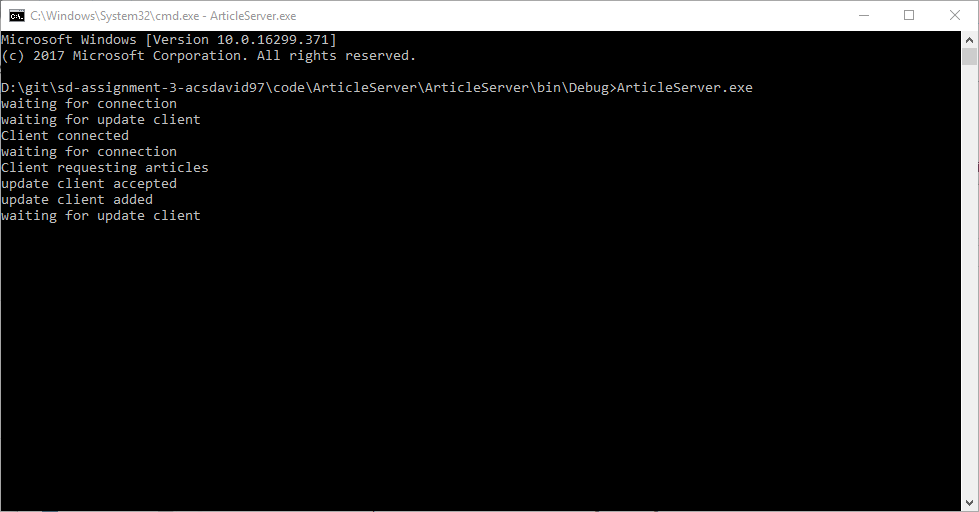 C:\Windows\System32\cmd.exe - ArticleServer.exe
Microsoft Windows [Version 10.0.16299.371]
(c) 2017 Microsoft Corporation. All rights reserved.
D:\git\sd-assignment-3-acsdavid97\code\ArticleServer\ArticleServer\bin\Debug>ArticleServer.exe
waiting for connection
waiting for update client
Client connected
waiting for connection
Client requesting articles
update client accepted
update client added
waiting for update client